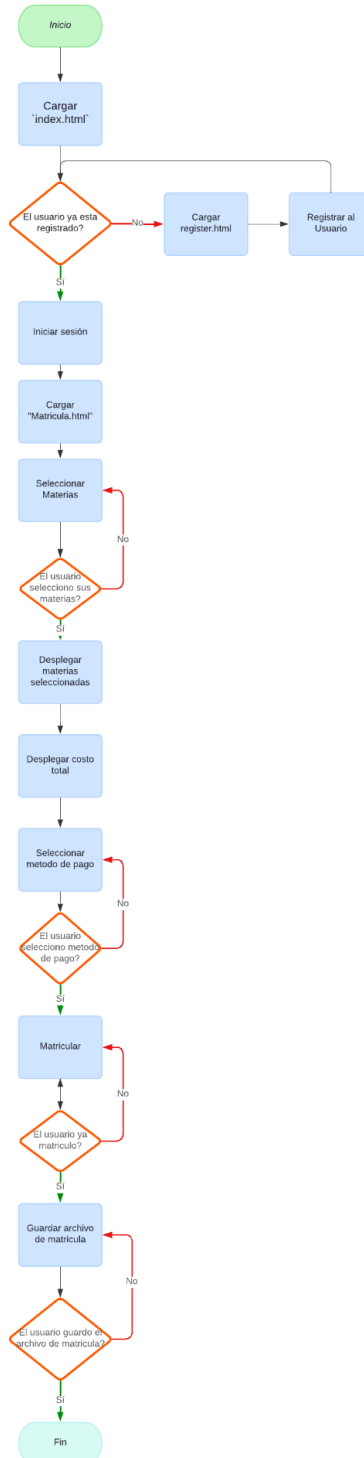 Inicio
Cargar
`index.html`
El usuario ya esta
registrado?
No
Cargar
register.html
Registrar al
Usuario
Sí
Iniciar sesión
Cargar
"Matricula.html"
Seleccionar
Materias
No
El usuario
selecciono sus
materias?
Sí
Desplegar
materias
seleccionadas
Desplegar costo
total
Seleccionar
metodo de pago
No
El usuario
selecciono metodo
de pago?
Sí
Matricular
No
El usuario ya
matriculo?
Sí
Guardar archivo
de matricula
No
El usuario guardo el
archivo de matricula?
Sí
Fin